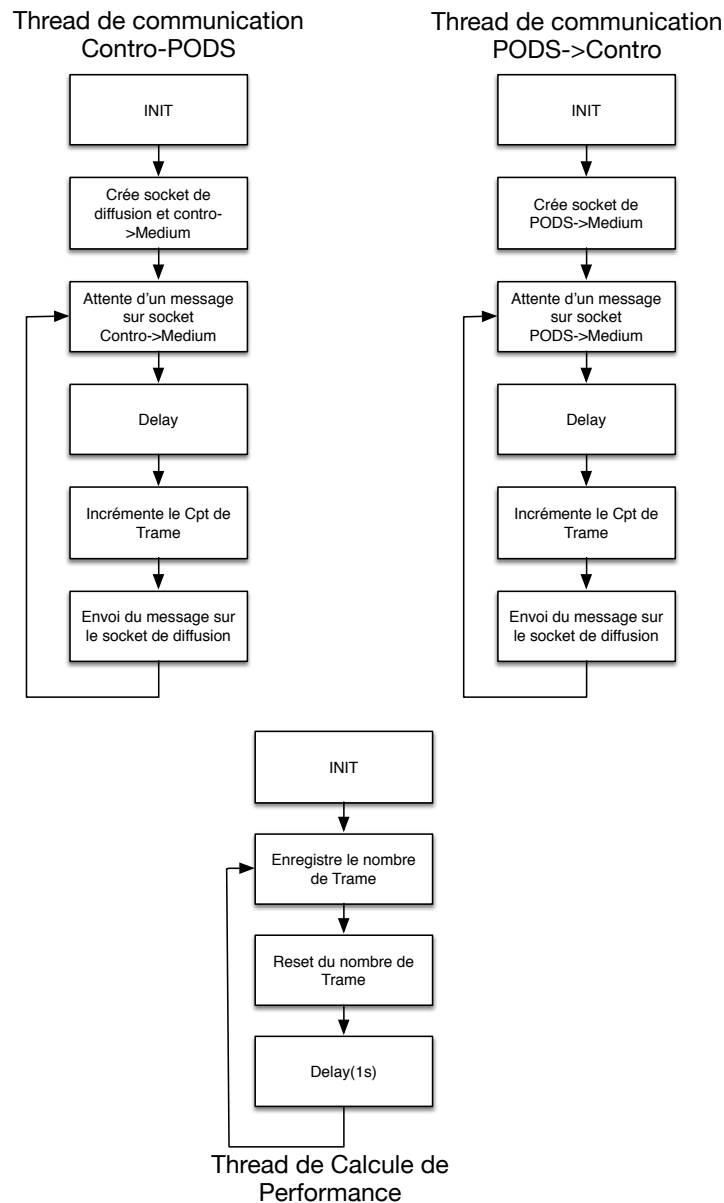 Thread de communication
Contro-PODS
INIT
Crée socket de
diffusion et contro-
>Medium
Attente d'un message
sur socket
Contro->Medium
Delay
Incrémente le Cpt de
Trame
Envoi du message sur
le socket de diffusion
Thread de communication
PODS->Contro
INIT
Crée socket de
PODS->Medium
Attente d'un message
sur socket
PODS->Medium
Delay
Incrémente le Cpt de
Trame
Envoi du message sur
le socket de diffusion
INIT
Enregistre le nombre
de Trame
Reset du nombre de
Trame
Delay(1s)
Thread de Calcule de
Performance